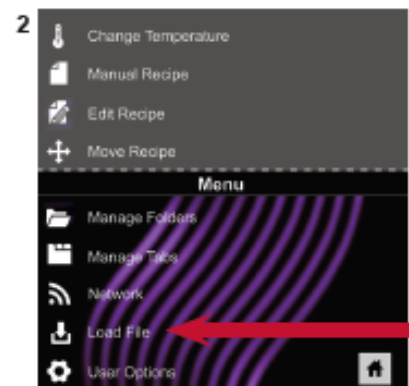 2
Change Temperature
Manual Recipe
Edit Recipe
Move Recipe
Menu
Manage Folders
Manage Tabs
Network
Load File
User Options